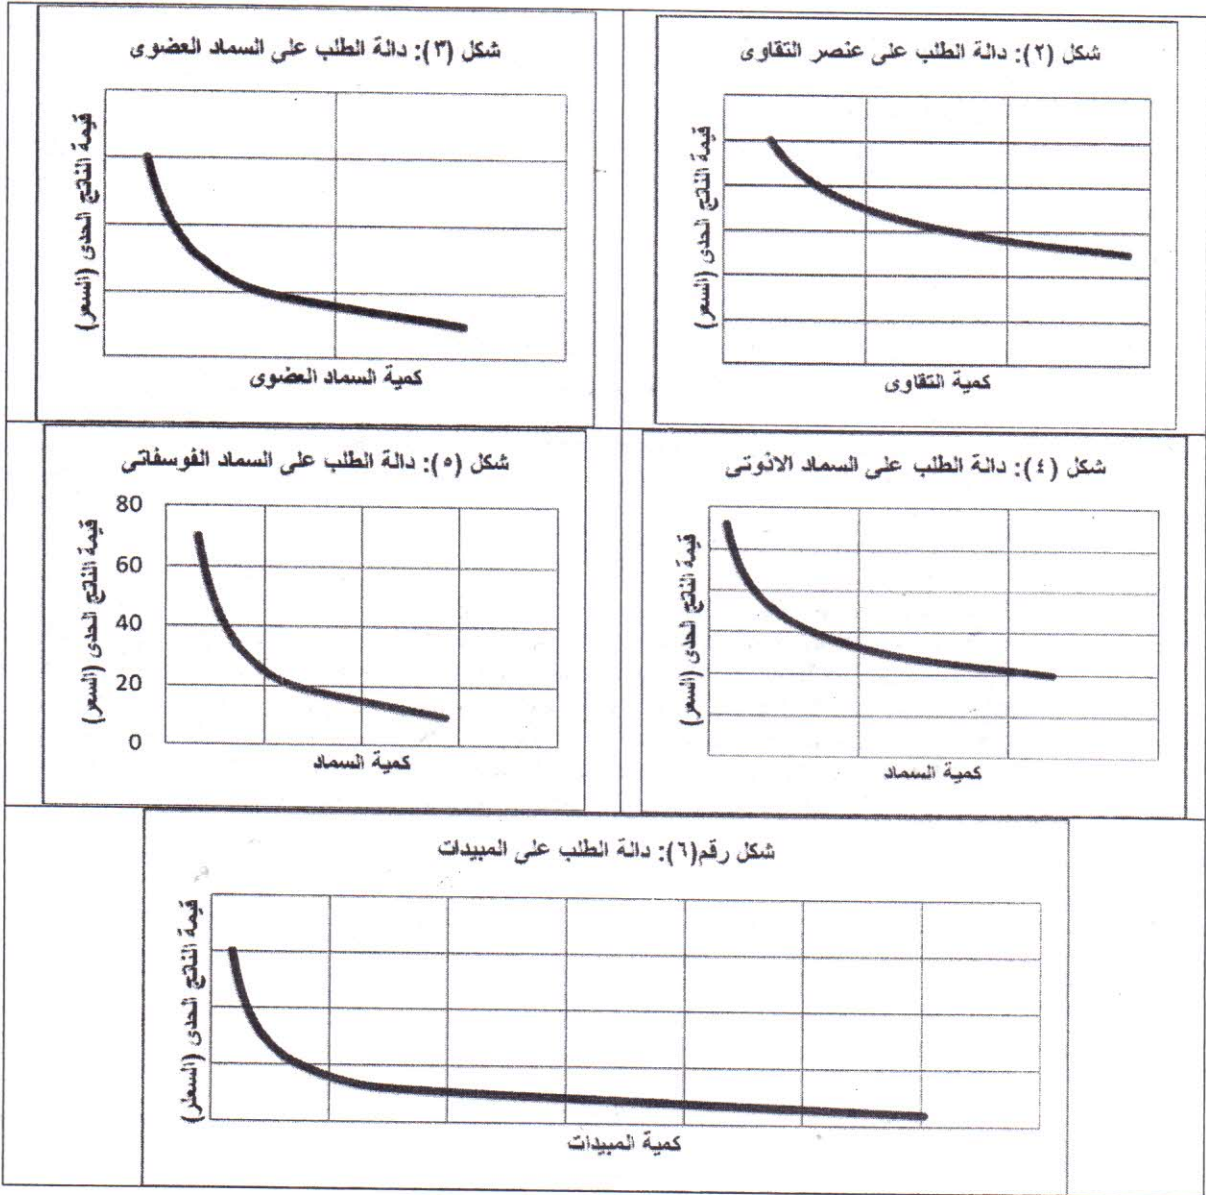 شكل (٢): دالة الطلب على عنصر التقاوى
قيمة الناتج الحدى (السعر)
كمية التقاوى
شكل (٣): دالة الطلب على السماد العضوى
قيمة الناتج الحدى (السعر)
كمية السماد العضوى
شكل (٤): دالة الطلب على السماد الاذوتى
قيمة الناتج الحدى (السعر)
كمية السماد
شكل (٥): دالة الطلب على السماد الفوسفاتى
قيمة الناتج الحدى (السعر)
80
60
40
20
0
كمية السماد
شكل رقم(٦): دالة الطلب على المبيدات
قيمة الناتج الحدى (السعلر)
كمية المبيدات